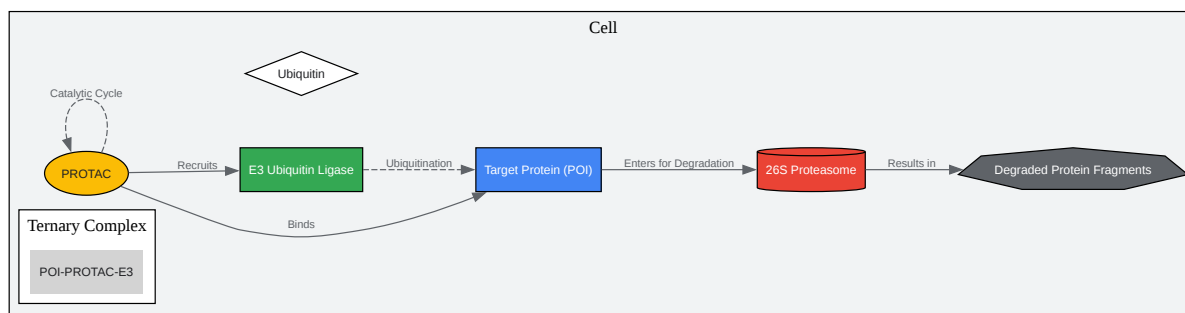 Cell
Ubiquitin
Catalytic Cycle
PROTAC
Recruits
E3 Ubiquitin Ligase
Ubiquitination
Target Protein (POI)
Enters for Degradation
26S Proteasome
Results in
Degraded Protein Fragments
Binds
Ternary Complex
POI-PROTAC-E3